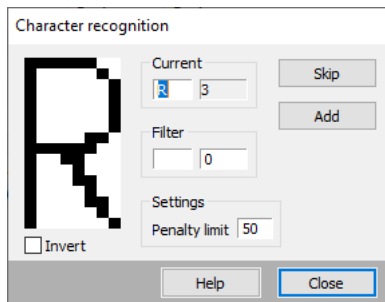 Character recognition
R
Current
R 3
Skip
Add
Filter
0
Settings
Penalty limit 50
Invert
Help Close